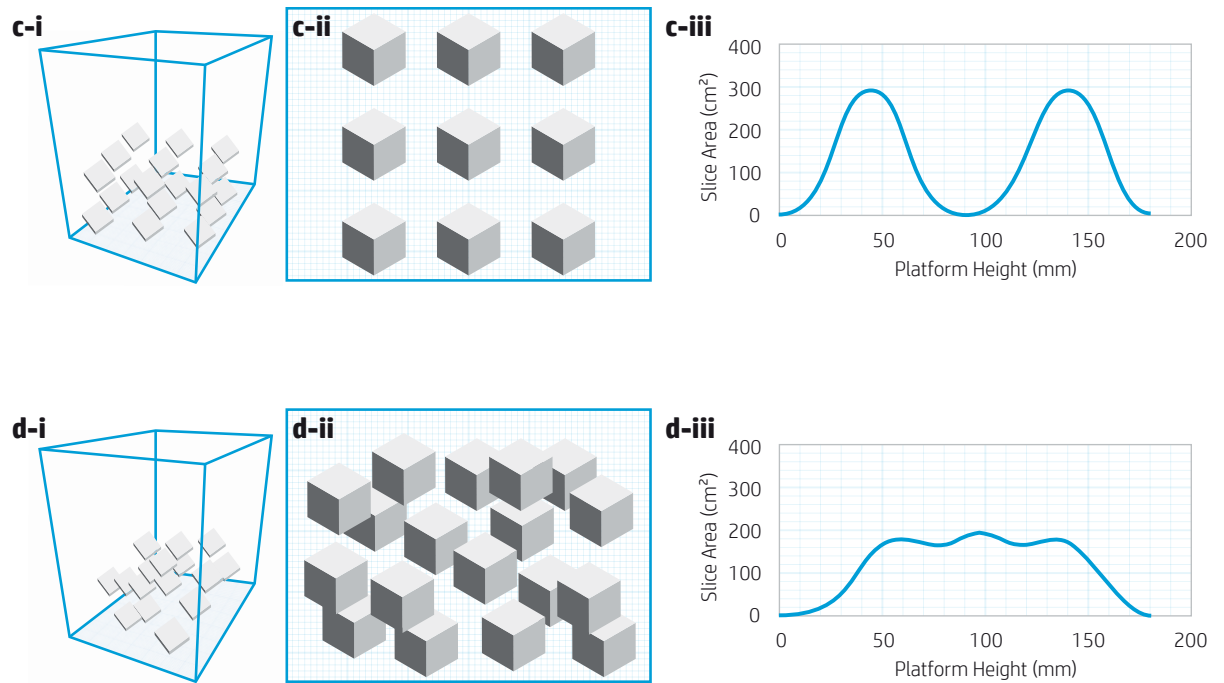 c-i
c-ii
c-iii
400
300
200
100
0
Slice Area (cm²)
0 50 100 150 200
Platform Height (mm)
d-i
d-ii
d-iii
400
300
200
100
0
Slice Area (cm²)
0 50 100 150 200
Platform Height (mm)